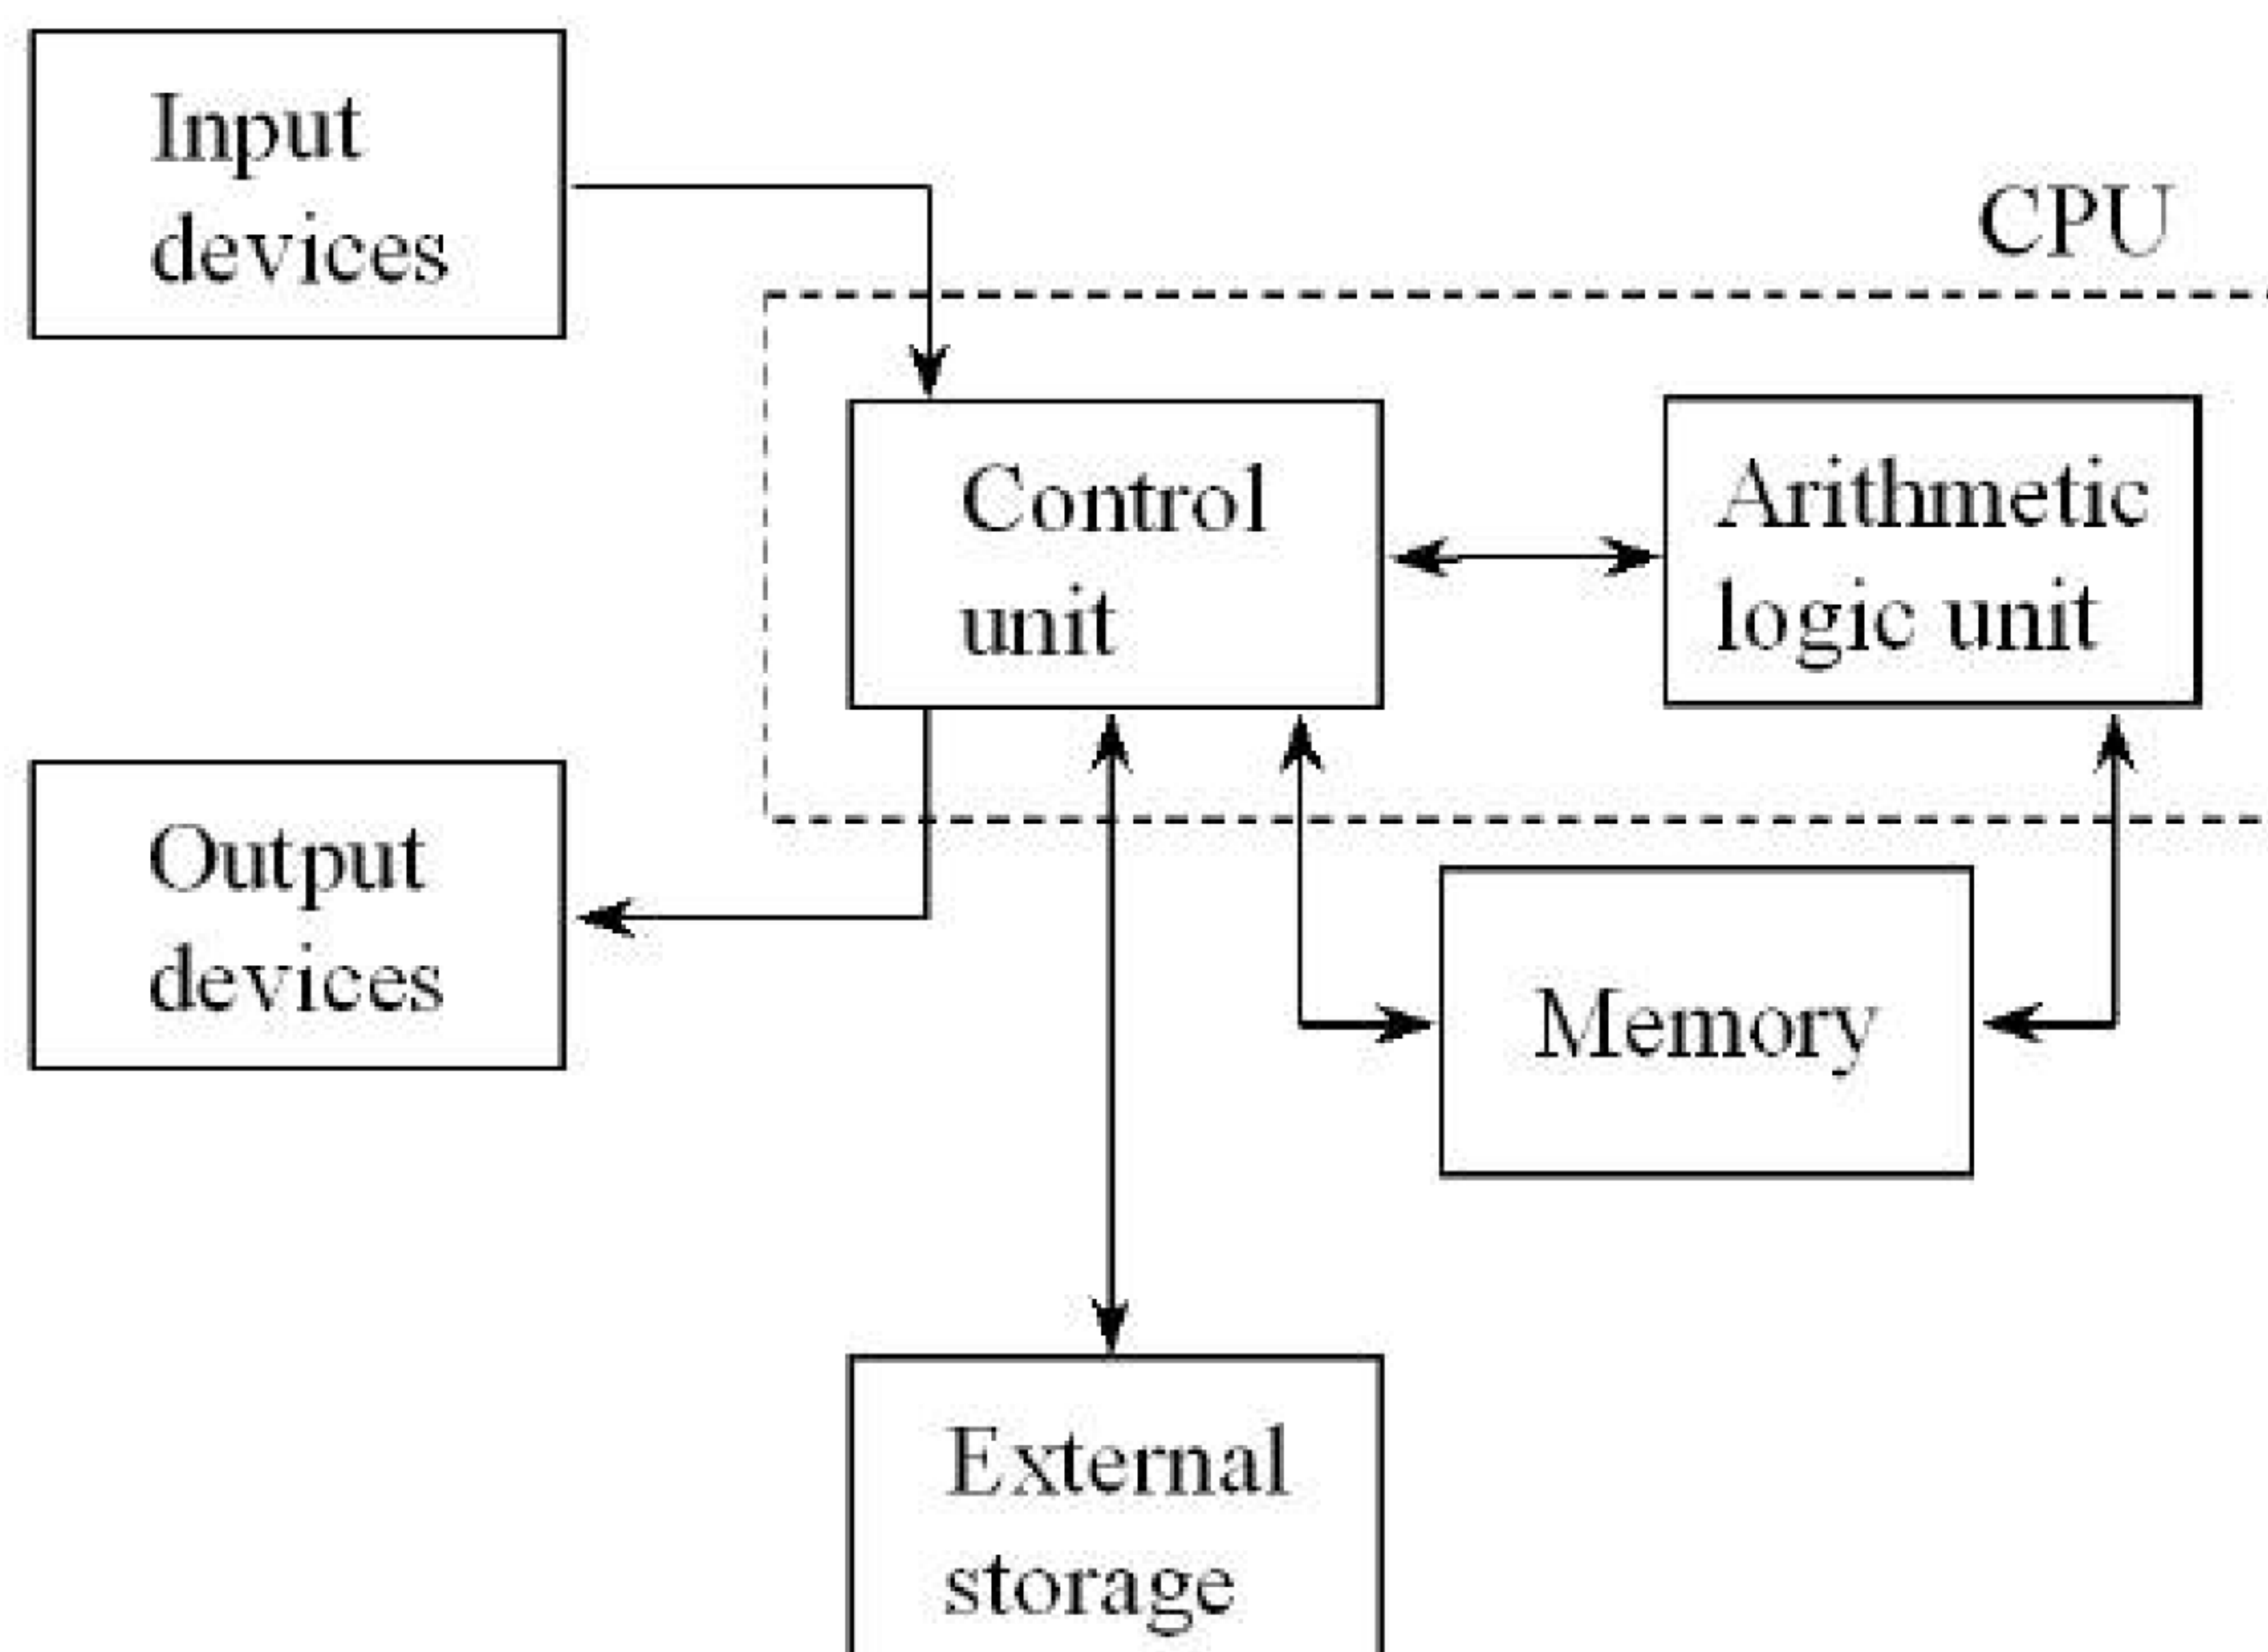 Input
devices
CPU
Control
unit
Arithmetic
logic unit
Output
devices
Memory
External
storage